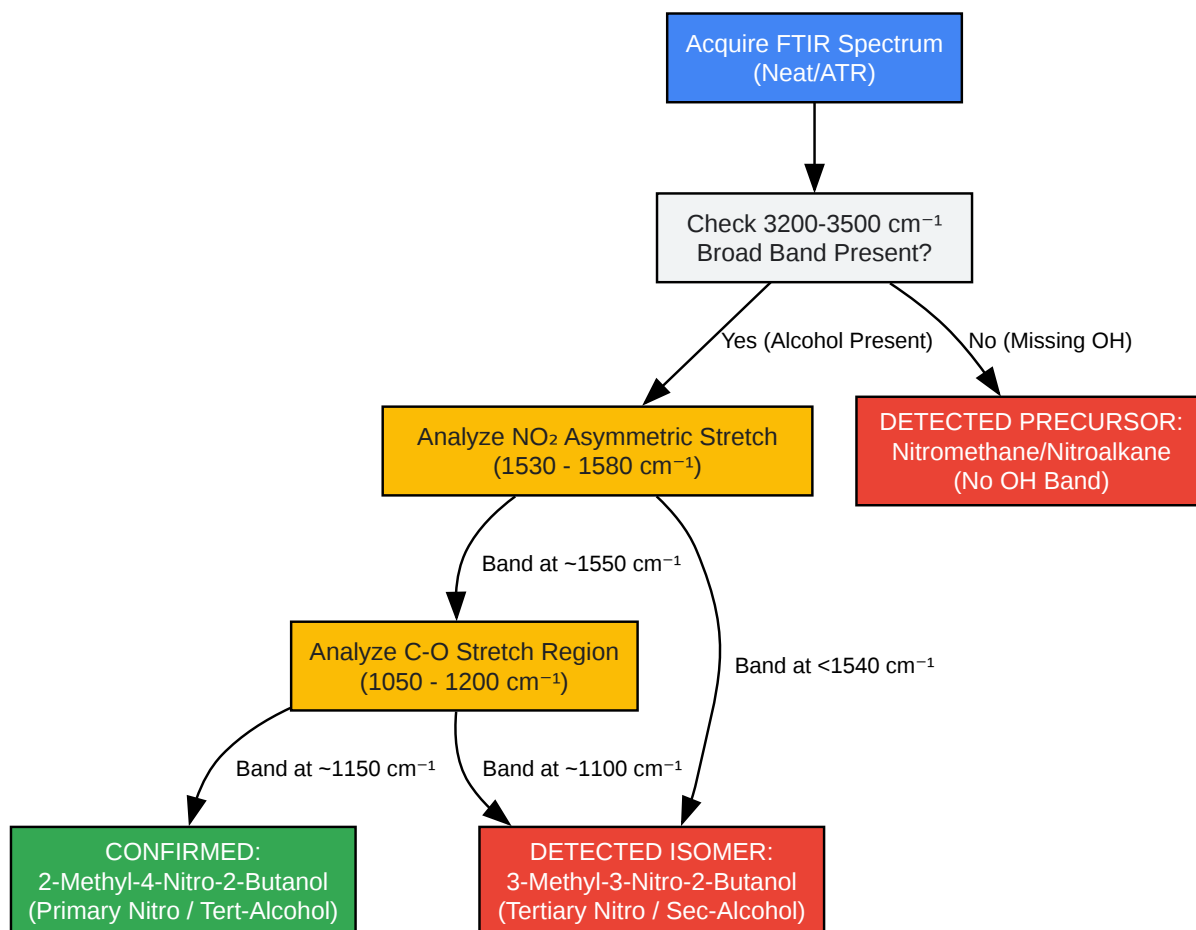 Acquire FTIR Spectrum
(Neat/ATR)
Check 3200-3500 cm⁻¹
Broad Band Present?
Yes (Alcohol Present)
No (Missing OH)
Analyze NO₂ Asymmetric Stretch
(1530 - 1580 cm⁻¹)
DETECTED PRECURSOR:
Nitromethane/Nitroalkane
(No OH Band)
Band at ~1550 cm⁻¹
Analyze C-O Stretch Region
(1050 - 1200 cm⁻¹)
Band at <1540 cm⁻¹
Band at ~1150 cm⁻¹
Band at ~1100 cm⁻¹
CONFIRMED:
2-Methyl-4-Nitro-2-Butanol
(Primary Nitro / Tert-Alcohol)
DETECTED ISOMER:
3-Methyl-3-Nitro-2-Butanol
(Tertiary Nitro / Sec-Alcohol)